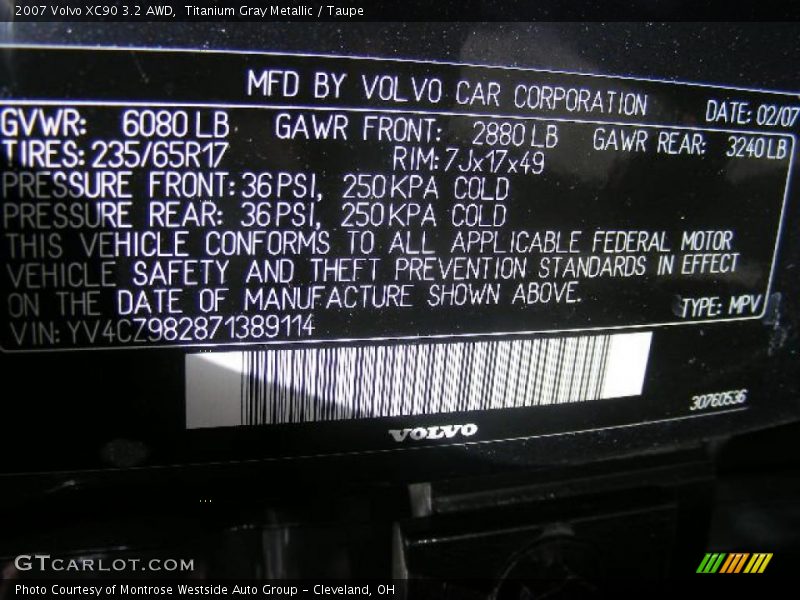 2007 Volvo XC90 3.2 AWD,  Titanium Gray Metallic / Taupe
MFD BY VOLVO CAR CORPORATION DATE: 02/07
GVWR: 6080 LB GAWR FRONT: 2880 LB GAWR REAR: 3240 LB
TIRES: 235/65R17 RIM: 7Jx17x49
PRESSURE FRONT: 36 PSI, 250 KPA COLD
PRESSURE REAR: 36 PSI, 250 KPA COLD
THIS VEHICLE CONFORMS TO ALL APPLICABLE FEDERAL MOTOR
VEHICLE SAFETY AND THEFT PREVENTION STANDARDS IN EFFECT
ON THE DATE OF MANUFACTURE SHOWN ABOVE.
TYPE: MPV
VIN: YV4CZ982871389114
30760536
VOLVO
GTCARLOT.COM
Photo Courtesy of Montrose Westside Auto Group - Cleveland, OH